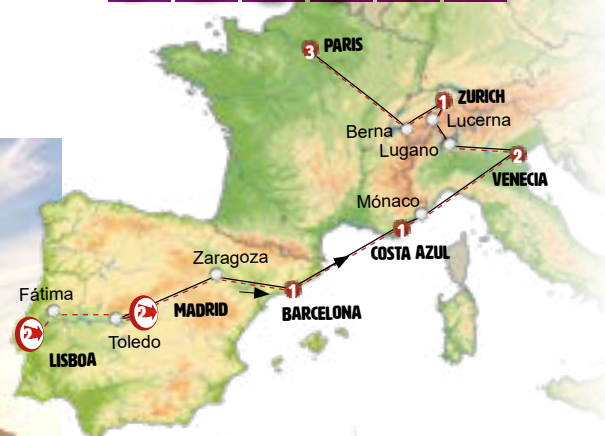 3 PARIS
1 ZURICH
Lucerna
Berna
Lugano
2
VENECIA
Mónaco
1
COSTA AZUL
Zaragoza
1
BARCELONA
Fátima
2
MADRID
2
LISBOA
Toledo